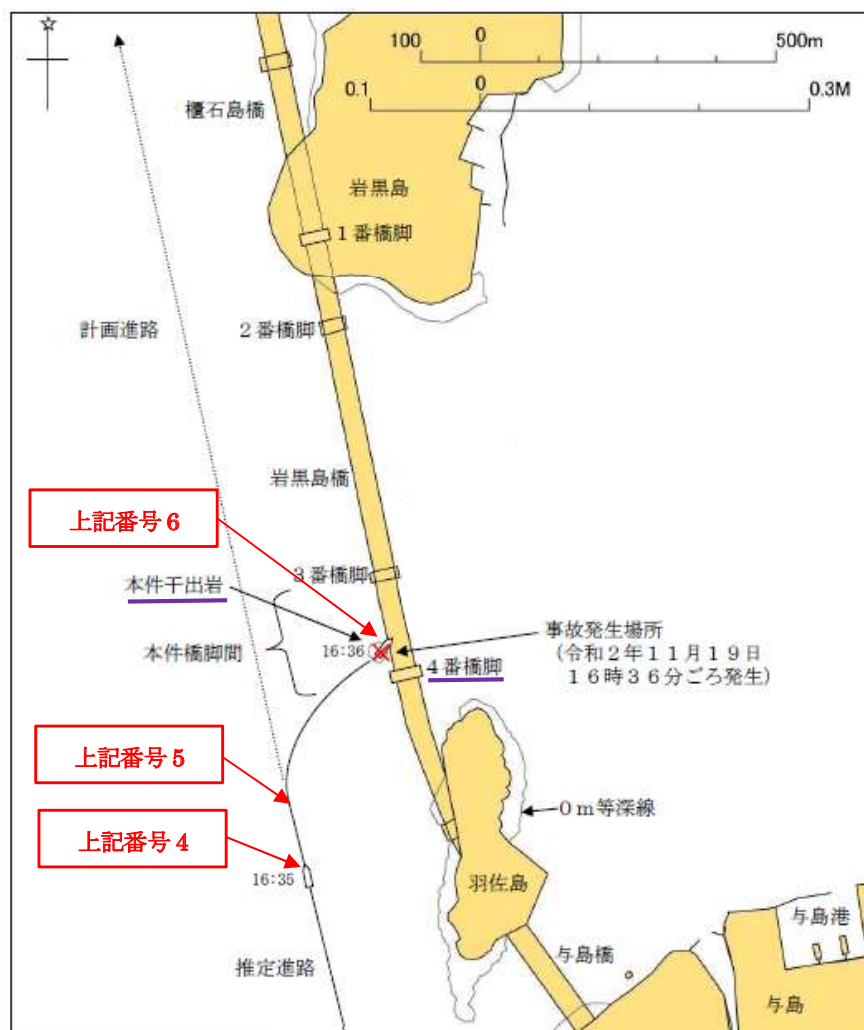 ☆
100
0
500m
0.1
0
0.3M
櫃石島橋
岩黒島
1番橋脚
計画進路
2番橋脚
岩黒島橋
上記番号6
3番橋脚
本件干出岩
本件橋脚間
16:36
事故発生場所
(令和2年11月19日
16時36分ごろ発生)
4番橋脚
上記番号5
0m等深線
上記番号4
16:35
羽佐島
与島港
推定進路
与島橋
与島